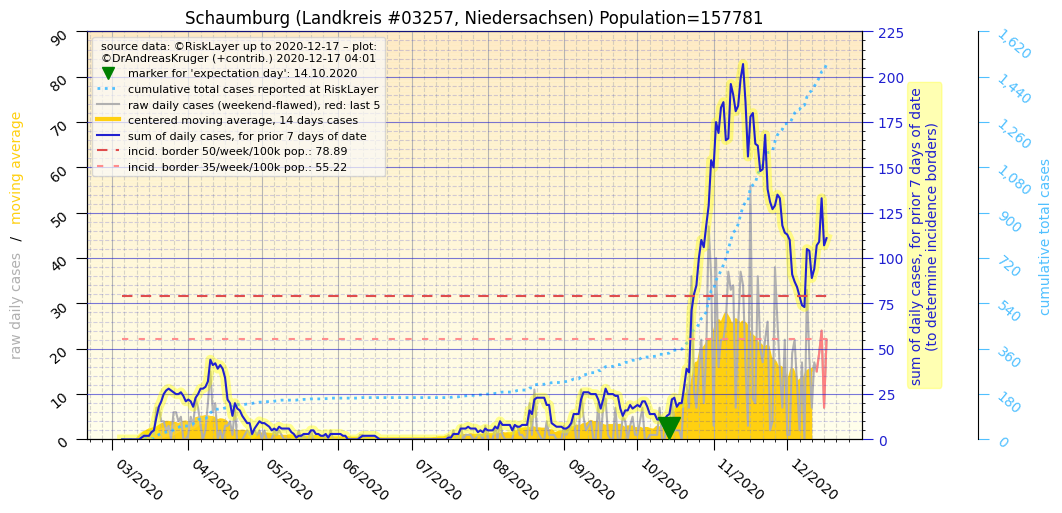 Schaumburg (Landkreis #03257, Niedersachsen) Population=157781
source data: ©RiskLayer up to 2020-12-17 – plot:
©DrAndreasKruger (+contrib.) 2020-12-17 04:01
marker for 'expectation day': 14.10.2020
cumulative total cases reported at RiskLayer
raw daily cases (weekend-flawed), red: last 5
centered moving average, 14 days cases
sum of daily cases, for prior 7 days of date
incid. border 50/week/100k pop.: 78.89
incid. border 35/week/100k pop.: 55.22
raw daily cases / moving average
90
80
70
60
50
40
30
20
10
0
03/2020
04/2020
05/2020
06/2020
07/2020
08/2020
09/2020
10/2020
11/2020
12/2020
225
200
175
150
125
100
75
50
25
0
sum of daily cases, for prior 7 days of date
(to determine incidence borders)
1,620
1,440
1,260
1,080
900
720
540
360
180
0
cumulative total cases